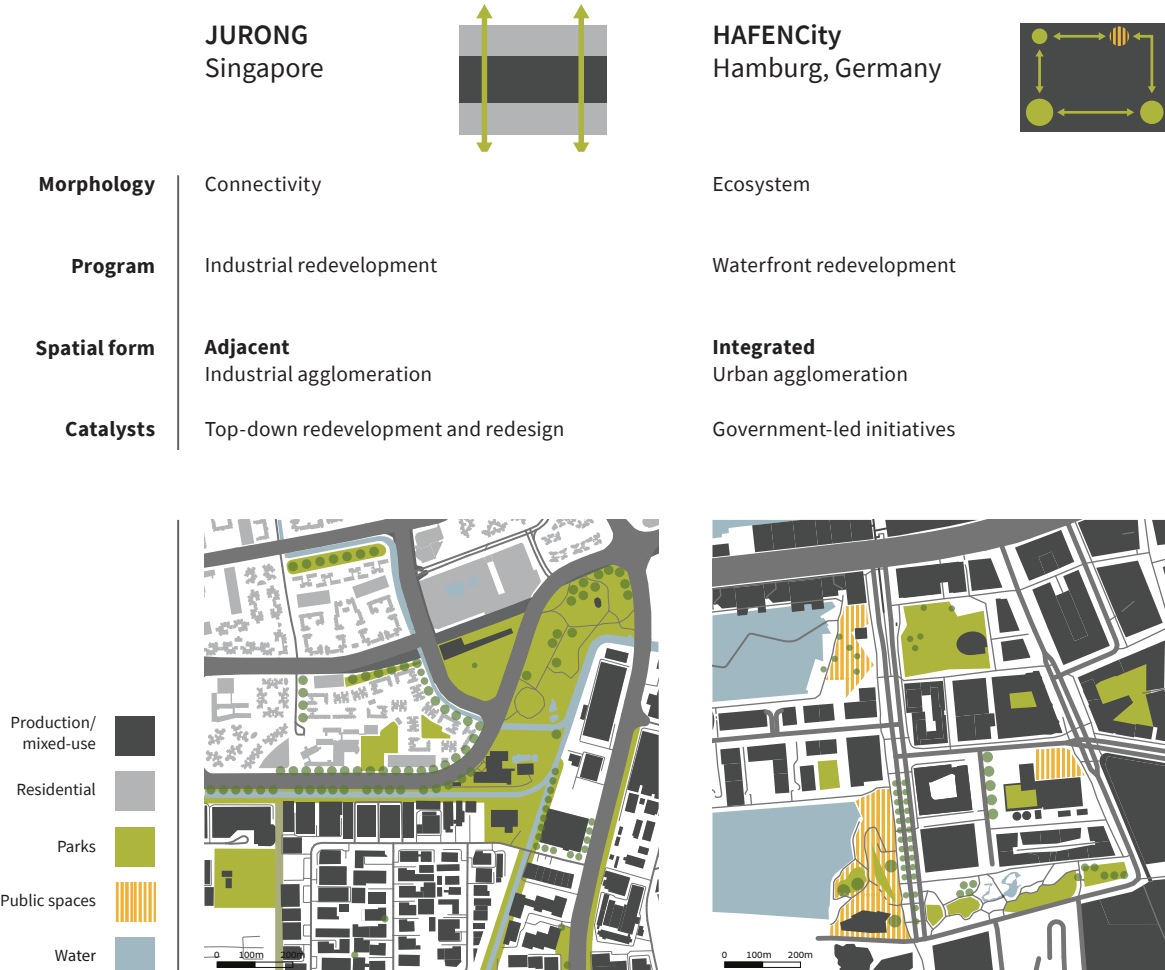 JURONG
Singapore
HAFENCity
Hamburg, Germany
Morphology
Connectivity
Ecosystem
Program
Industrial redevelopment
Waterfront redevelopment
Spatial form
Adjacent
Industrial agglomeration
Integrated
Urban agglomeration
Catalysts
Top-down redevelopment and redesign
Government-led initiatives
Production/
mixed-use
Residential
Parks
Public spaces
Water
0 100m 200m
0 100m 200m